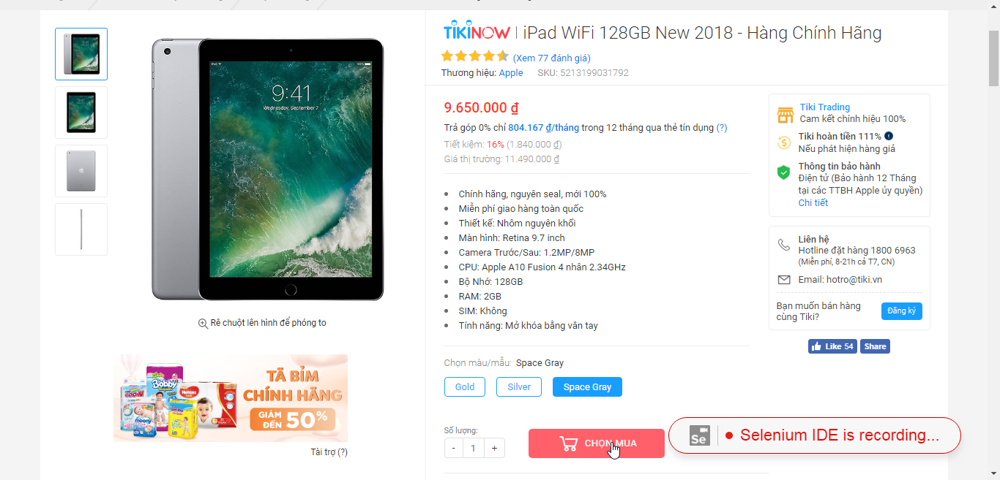 TIKINOW | iPad WiFi 128GB New 2018 - Hàng Chính Hãng
(Xem 77 đánh giá)
Thương hiệu: Apple SKU: 5213199031792
9:41
Wednesday, September 7
Rê chuột lên hình để phóng to
TÃ BỈM
CHÍNH HÃNG
GIẢM
ĐẾN 50%
Bobby
Huggies
GOO.N
moony
Tài trợ (?)
9.650.000 ₫
Trả góp 0% chỉ 804.167 ₫/tháng trong 12 tháng qua thẻ tín dụng (?)
Tiết kiệm: 16% (1.840.000 ₫)
Giá thị trường: 11.490.000 ₫
Chính hãng, nguyên seal, mới 100%
Miễn phí giao hàng toàn quốc
Thiết kế: Nhôm nguyên khối
Màn hình: Retina 9.7 inch
Camera Trước/Sau: 1.2MP/8MP
CPU: Apple A10 Fusion 4 nhân 2.34GHz
Bộ Nhớ: 128GB
RAM: 2GB
SIM: Không
Tính năng: Mở khóa bằng vân tay
Chọn màu/mẫu: Space Gray
Gold Silver Space Gray
Số lượng:
- 1 +
CHỌN MUA
Tiki Trading
Cam kết chính hiệu 100%
Tiki hoàn tiền 111%
Nếu phát hiện hàng giả
Thông tin bảo hành
Điện tử (Bảo hành 12 Tháng
tại các TTBH Apple ủy quyền)
Chi tiết
Liên hệ
Hotline đặt hàng 1800 6963
(Miễn phí, 8-21h cả T7, CN)
Email: hotro@tiki.vn
Bạn muốn bán hàng
cùng Tiki?
Đăng ký
Like 54 Share
Se Selenium IDE is recording...